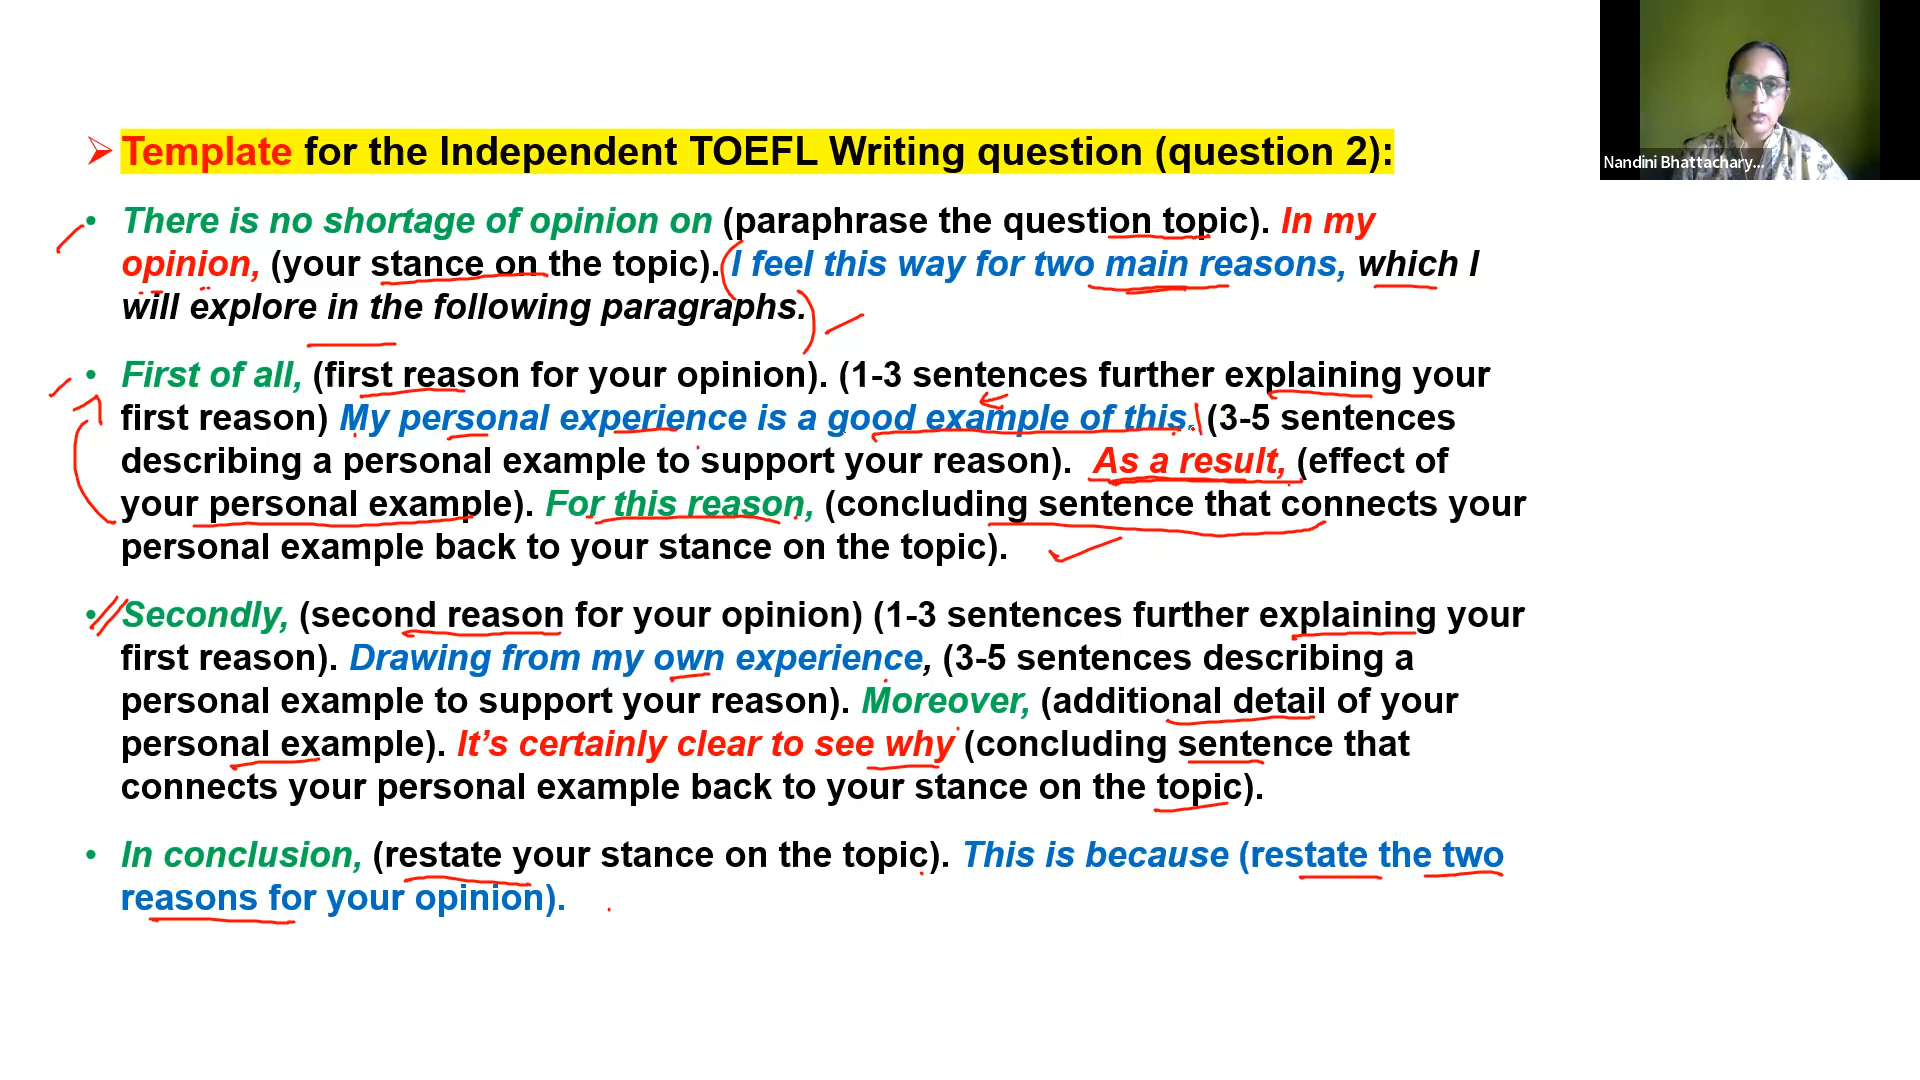 Template for the Independent TOEFL Writing question (question 2):
There is no shortage of opinion on (paraphrase the question topic). In my
opinion, (your stance on the topic). I feel this way for two main reasons, which I
will explore in the following paragraphs.
First of all, (first reason for your opinion). (1-3 sentences further explaining your
first reason) My personal experience is a good example of this. (3-5 sentences
describing a personal example to support your reason). As a result, (effect of
your personal example). For this reason, (concluding sentence that connects your
personal example back to your stance on the topic).
Secondly, (second reason for your opinion) (1-3 sentences further explaining your
first reason). Drawing from my own experience, (3-5 sentences describing a
personal example to support your reason). Moreover, (additional detail of your
personal example). It's certainly clear to see why (concluding sentence that
connects your personal example back to your stance on the topic).
In conclusion, (restate your stance on the topic). This is because (restate the two
reasons for your opinion).
Nandini Bhattachary...